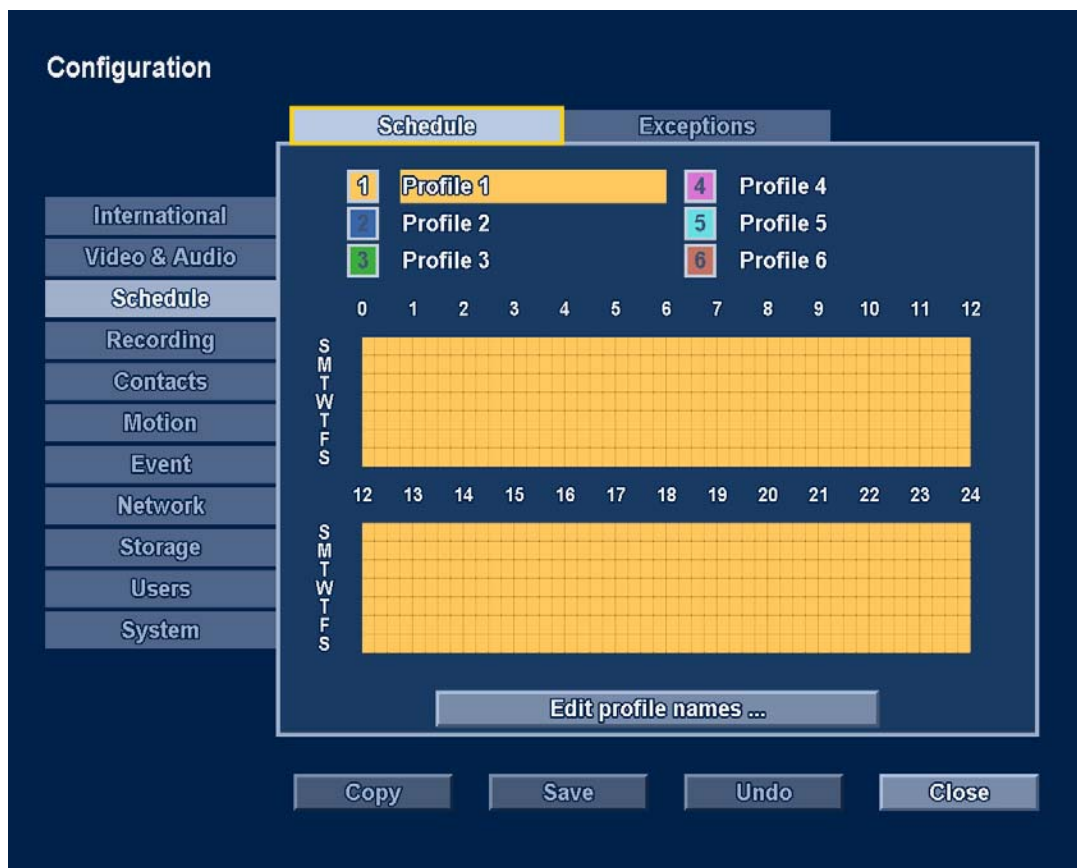 Configuration
Schedule Exceptions
1 Profile 1 4 Profile 4
2 Profile 2 5 Profile 5
3 Profile 3 6 Profile 6
International
Video & Audio
Schedule
Recording
Contacts
Motion
Event
Network
Storage
Users
System
0 1 2 3 4 5 6 7 8 9 10 11 12
S
M
T
W
T
F
S
12 13 14 15 16 17 18 19 20 21 22 23 24
S
M
T
W
T
F
S
Edit profile names ...
Copy Save Undo Close